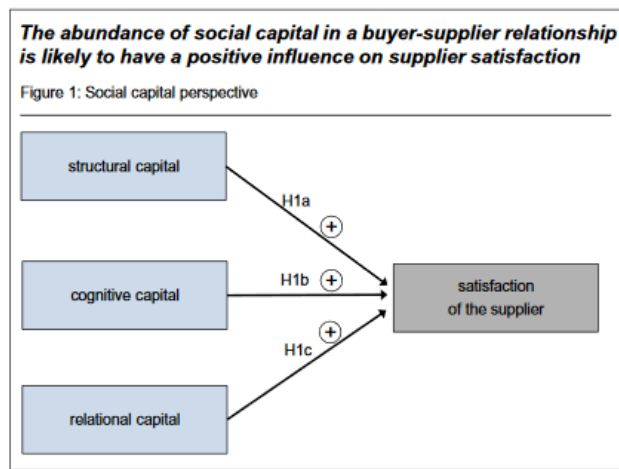 The abundance of social capital in a buyer-supplier relationship
is likely to have a positive influence on supplier satisfaction
Figure 1: Social capital perspective
structural capital
H1a
+
cognitive capital
H1b
+
satisfaction
of the supplier
+
H1c
relational capital